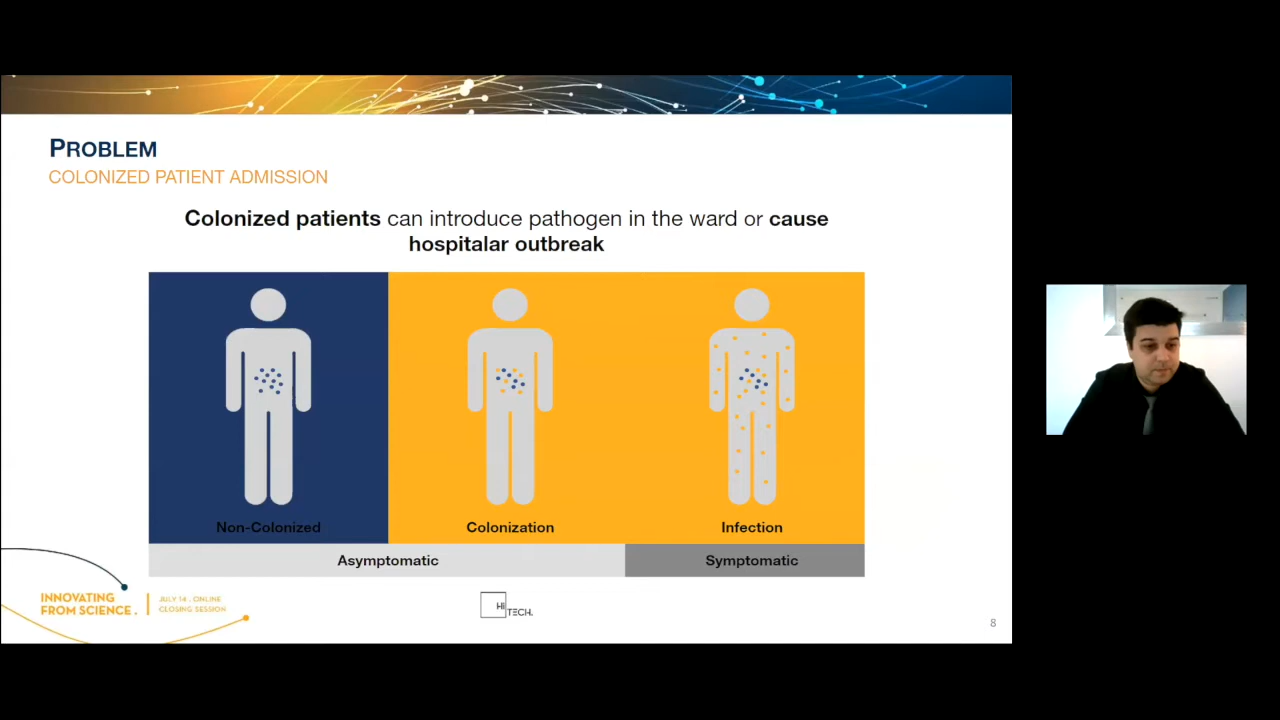 PROBLEM
COLONIZED PATIENT ADMISSION
Colonized patients can introduce pathogen in the ward or cause
hospitalar outbreak
Non-Colonized
Colonization
Infection
Asymptomatic
Symptomatic
INNOVATING
FROM SCIENCE .
JULY 14 . ONLINE
CLOSING SESSION
Hi
TECH.
8